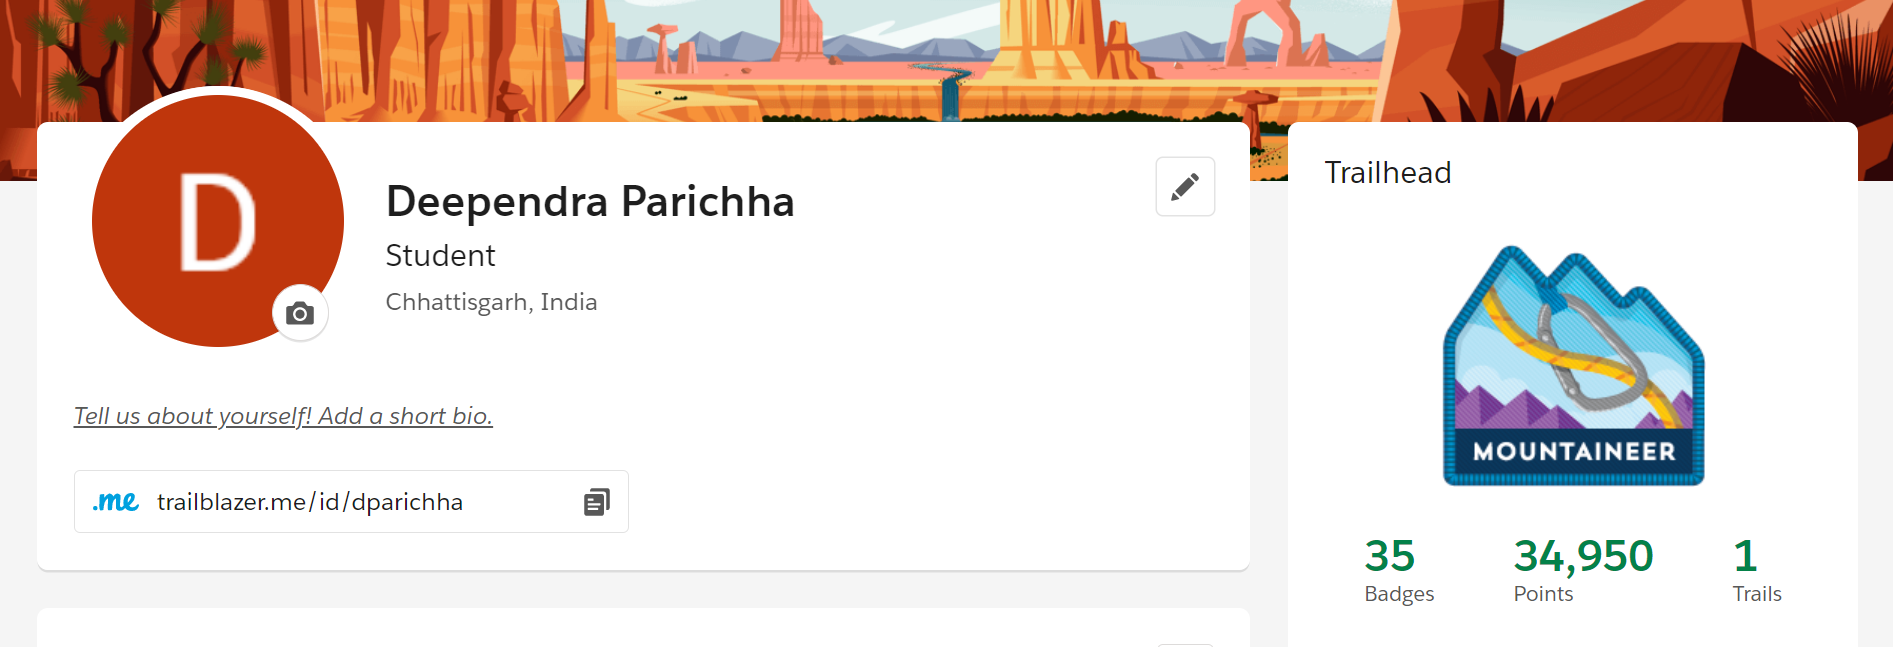 D
Deependra Parichha
Student
Chhattisgarh, India
Tell us about yourself! Add a short bio.
.me trailblazer.me/id/dparichha
Trailhead
MOUNTAINEER
35 34,950 1
Badges Points Trails